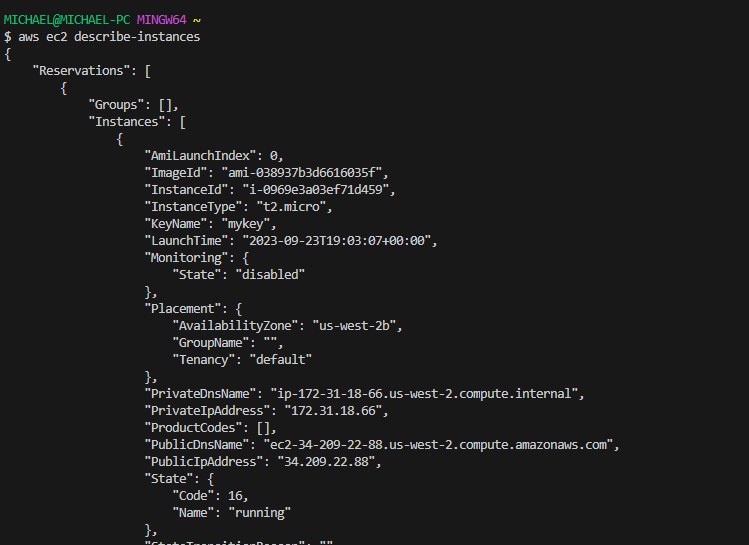 MICHAEL@MICHAEL-PC MINGW64 ~
$ aws ec2 describe-instances
{
    "Reservations": [
        {
            "Groups": [],
            "Instances": [
                {
                    "AmiLaunchIndex": 0,
                    "ImageId": "ami-038937b3d6616035f",
                    "InstanceId": "i-0969e3a03ef71d459",
                    "InstanceType": "t2.micro",
                    "KeyName": "mykey",
                    "LaunchTime": "2023-09-23T19:03:07+00:00",
                    "Monitoring": {
                        "State": "disabled"
                    },
                    "Placement": {
                        "AvailabilityZone": "us-west-2b",
                        "GroupName": "",
                        "Tenancy": "default"
                    },
                    "PrivateDnsName": "ip-172-31-18-66.us-west-2.compute.internal",
                    "PrivateIpAddress": "172.31.18.66",
                    "ProductCodes": [],
                    "PublicDnsName": "ec2-34-209-22-88.us-west-2.compute.amazonaws.com",
                    "PublicIpAddress": "34.209.22.88",
                    "State": {
                        "Code": 16,
                        "Name": "running"
                    },
                    "StateTransitionReason": ""